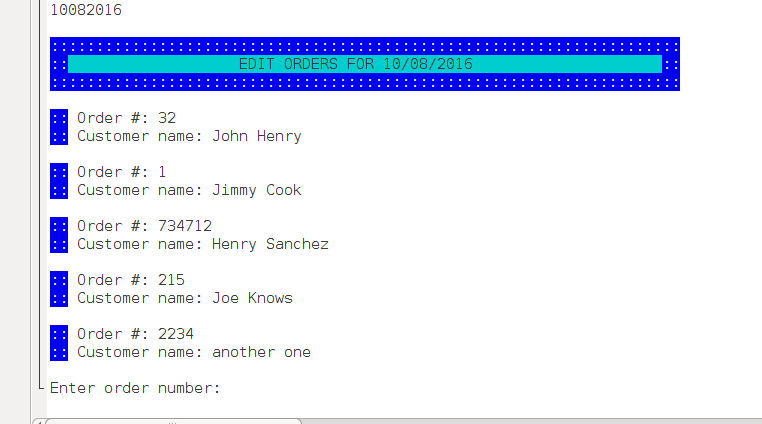 10082016
::::::::::::::::::::::::::::::::::::::::::::::::::::::::::::::::::::::
:: EDIT ORDERS FOR 10/08/2016 ::
::::::::::::::::::::::::::::::::::::::::::::::::::::::::::::::::::::::
:: Order #: 32
:: Customer name: John Henry
:: Order #: 1
:: Customer name: Jimmy Cook
:: Order #: 734712
:: Customer name: Henry Sanchez
:: Order #: 215
:: Customer name: Joe Knows
:: Order #: 2234
:: Customer name: another one
Enter order number: